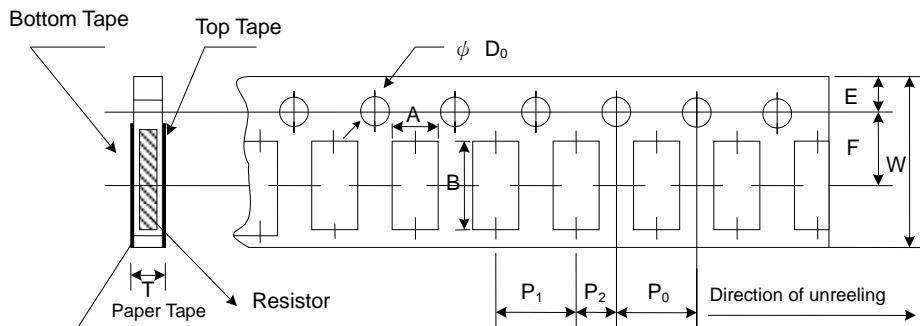 Bottom Tape
Top Tape
ψ D₀
A
E
F
W
B
T
Paper Tape
Resistor
P₁
P₂
P₀
Direction of unreeling